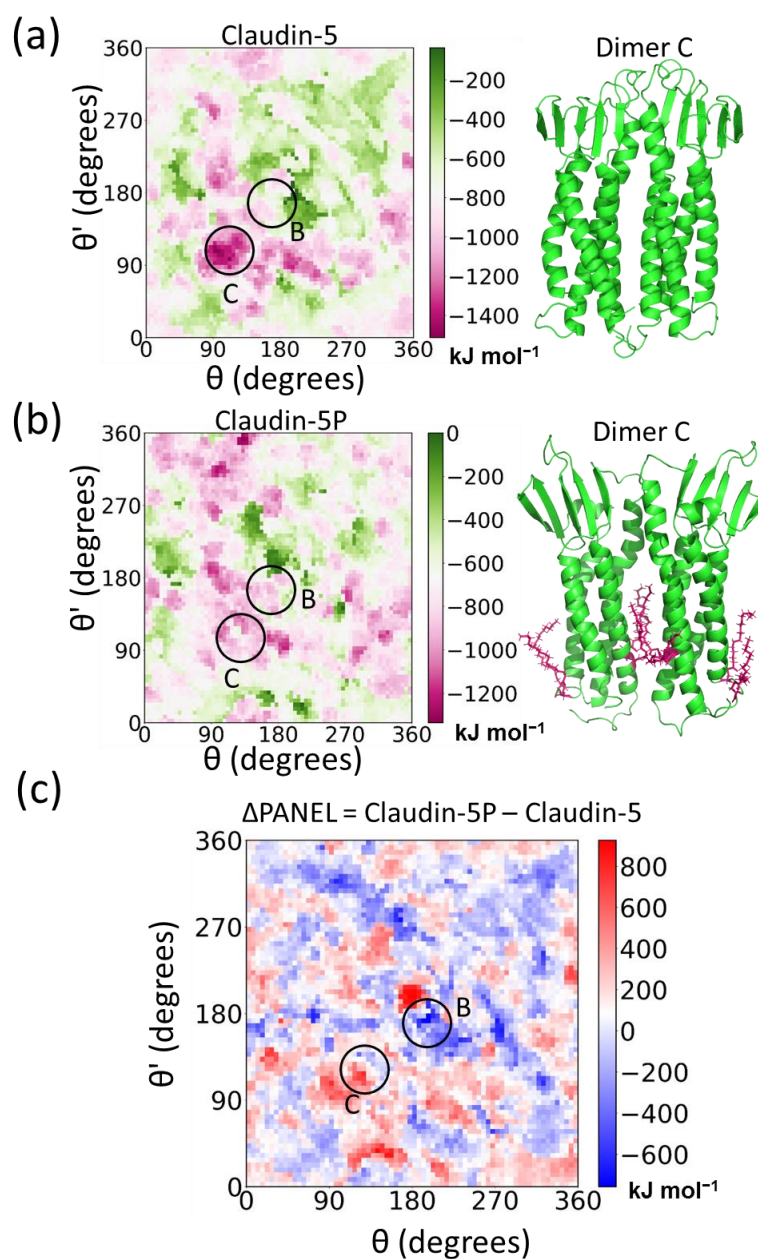 (a)
Claudin-5
Dimer C
θ' (degrees)
360
270
180
90
0
B
C
0 90 180 270 360
θ (degrees)
−200
−400
−600
−800
−1000
−1200
−1400
kJ mol⁻¹
(b)
Claudin-5P
Dimer C
θ' (degrees)
360
270
180
90
0
B
C
0 90 180 270 360
θ (degrees)
0
−200
−400
−600
−800
−1000
−1200
kJ mol⁻¹
(c)
ΔPANEL = Claudin-5P – Claudin-5
θ' (degrees)
360
270
180
90
0
B
C
0 90 180 270 360
θ (degrees)
800
600
400
200
0
−200
−400
−600
kJ mol⁻¹